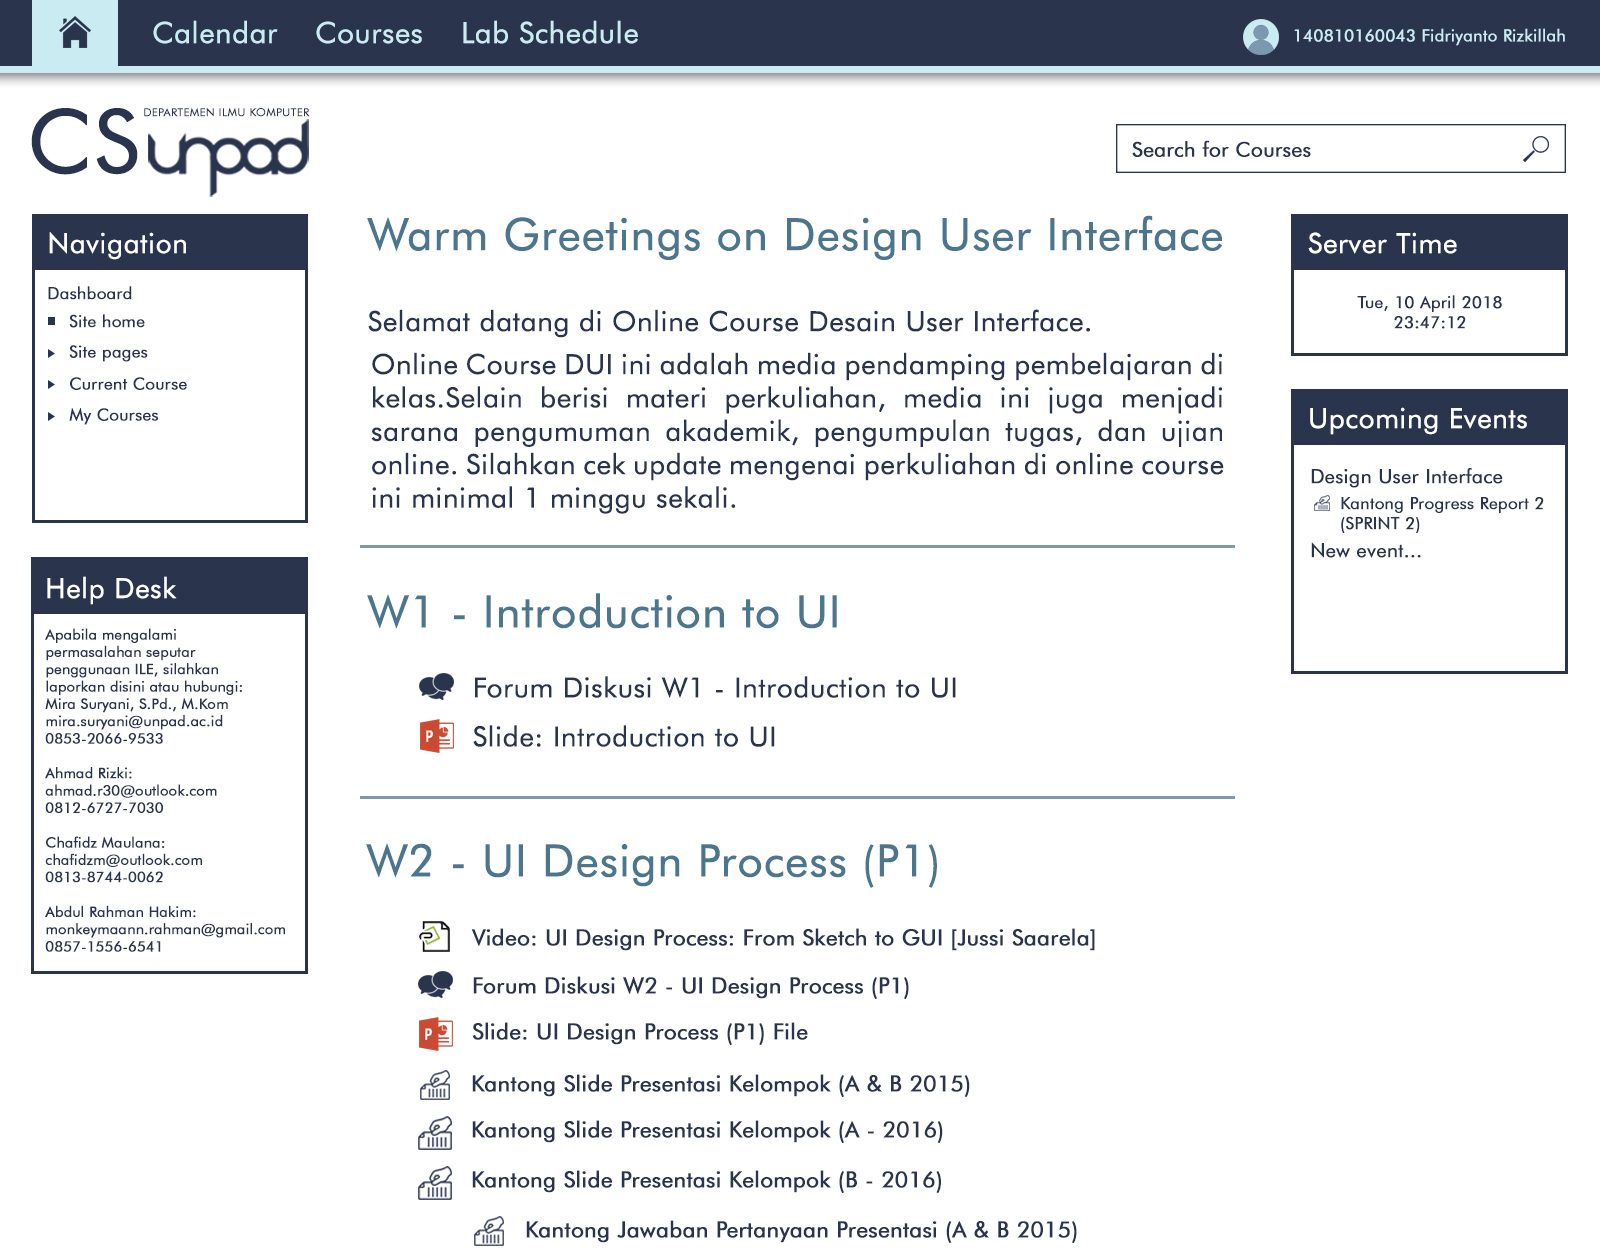 Calendar Courses Lab Schedule
140810160043 Fidriyanto Rizkillah
CS unpad
DEPARTEMEN ILMU KOMPUTER
Search for Courses
Navigation
Dashboard
Site home
Site pages
Current Course
My Courses
Help Desk
Apabila mengalami
permasalahan seputar
penggunaan ILE, silahkan
laporkan disini atau hubungi:
Mira Suryani, S.Pd., M.Kom
mira.suryani@unpad.ac.id
0853-2066-9533
Ahmad Rizki:
ahmad.r30@outlook.com
0812-6727-7030
Chafidz Maulana:
chafidzm@outlook.com
0813-8744-0062
Abdul Rahman Hakim:
monkeymaann.rahman@gmail.com
0857-1556-6541
Warm Greetings on Design User Interface
Selamat datang di Online Course Desain User Interface.
Online Course DUI ini adalah media pendamping pembelajaran di
kelas.Selain berisi materi perkuliahan, media ini juga menjadi
sarana pengumuman akademik, pengumpulan tugas, dan ujian
online. Silahkan cek update mengenai perkuliahan di online course
ini minimal 1 minggu sekali.
W1 - Introduction to UI
Forum Diskusi W1 - Introduction to UI
P
Slide: Introduction to UI
W2 - UI Design Process (P1)
Video: UI Design Process: From Sketch to GUI [Jussi Saarela]
Forum Diskusi W2 - UI Design Process (P1)
P
Slide: UI Design Process (P1) File
Kantong Slide Presentasi Kelompok (A & B 2015)
Kantong Slide Presentasi Kelompok (A - 2016)
Kantong Slide Presentasi Kelompok (B - 2016)
Kantong Jawaban Pertanyaan Presentasi (A & B 2015)
Server Time
Tue, 10 April 2018
23:47:12
Upcoming Events
Design User Interface
Kantong Progress Report 2
(SPRINT 2)
New event...